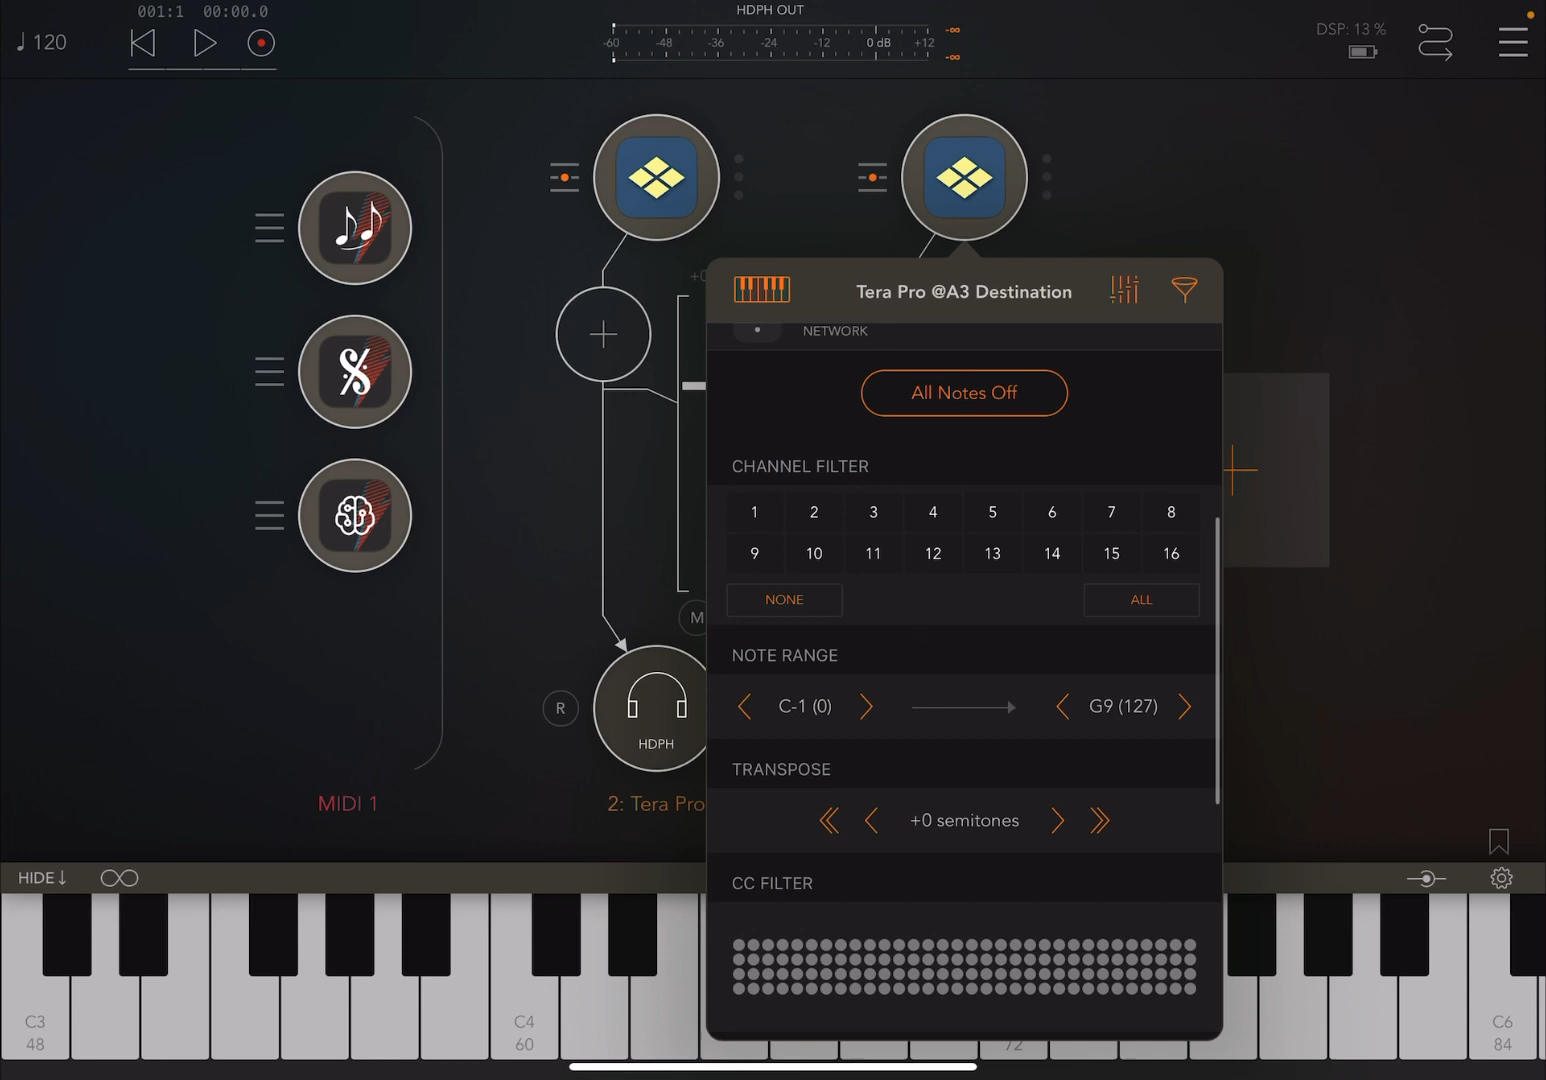 001:1 00:00.0
HDPH OUT
120
-60 -48 -36 -24 -12 0 dB +12
-∞
-∞
DSP: 13 %
Tera Pro @A3 Destination
NETWORK
All Notes Off
CHANNEL FILTER
1 2 3 4 5 6 7 8
9 10 11 12 13 14 15 16
NONE ALL
M
NOTE RANGE
C-1 (0) G9 (127)
R
HDPH
TRANSPOSE
MIDI 1
2: Tera Pro
+0 semitones
HIDE↓
CC FILTER
C3
48
C4
60
72
C6
84